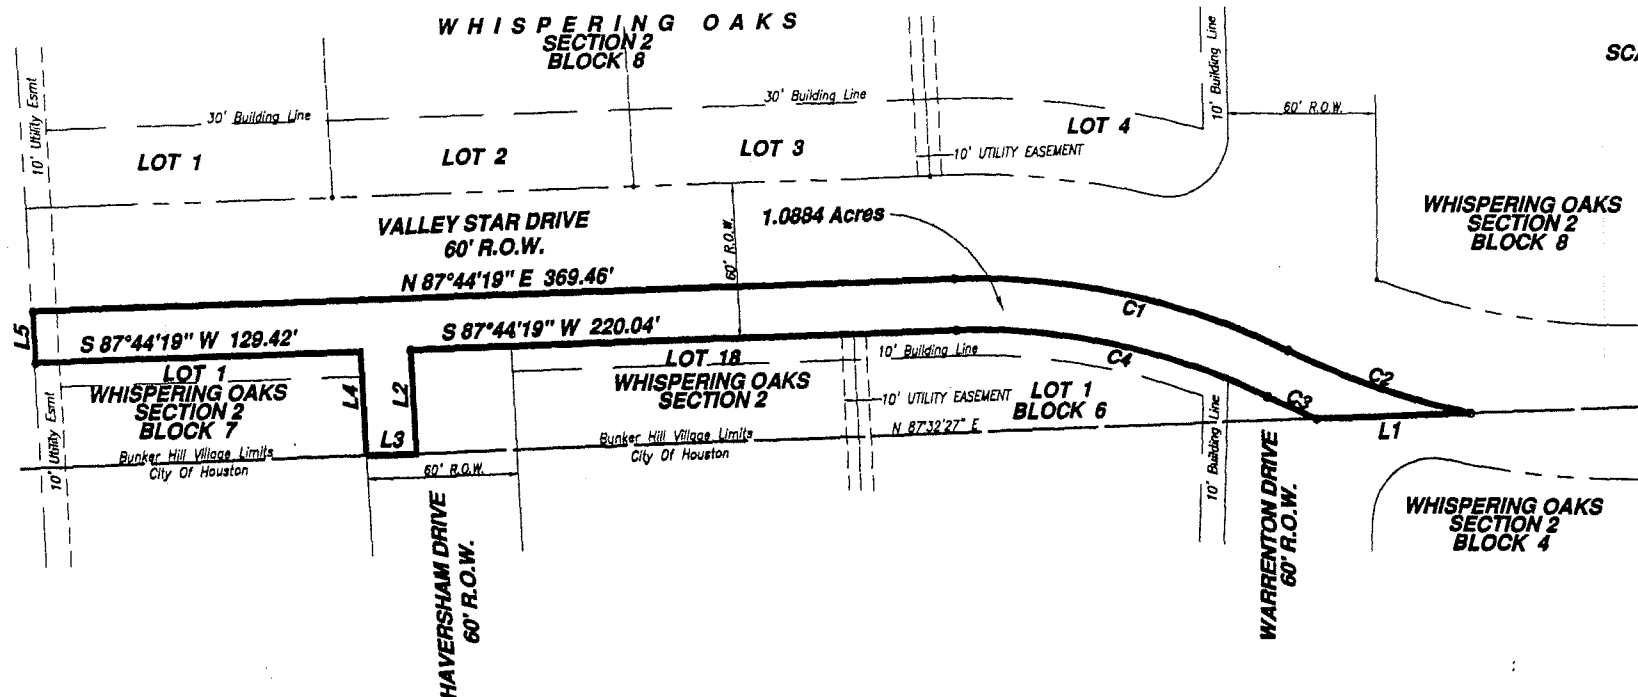 WHISPERING OAKS
SECTION 2
BLOCK 8
10' Utility Esmt
30' Building Line
30' Building Line
10' Building Line
60' R.O.W.
LOT 1
LOT 2
LOT 3
LOT 4
10' UTILITY EASEMENT
VALLEY STAR DRIVE
60' R.O.W.
60' R.O.W.
1.0884 Acres
WHISPERING OAKS
SECTION 2
BLOCK 8
N 87°44'19" E 369.46'
C1
L5
S 87°44'19" W 129.42'
S 87°44'19" W 220.04'
LOT 1
WHISPERING OAKS
SECTION 2
BLOCK 7
L4
L2
L3
LOT 18
WHISPERING OAKS
SECTION 2
10' Building Line
C4
10' UTILITY EASEMENT
LOT 1
BLOCK 6
C2
C3
L1
10' Utility Esmt
Bunker Hill Village Limits
City Of Houston
Bunker Hill Village Limits
City Of Houston
N 87°32'27" E
10' Building Line
60' R.O.W.
HAVERSHAM DRIVE
60' R.O.W.
WARRENTON DRIVE
60' R.O.W.
WHISPERING OAKS
SECTION 2
BLOCK 4